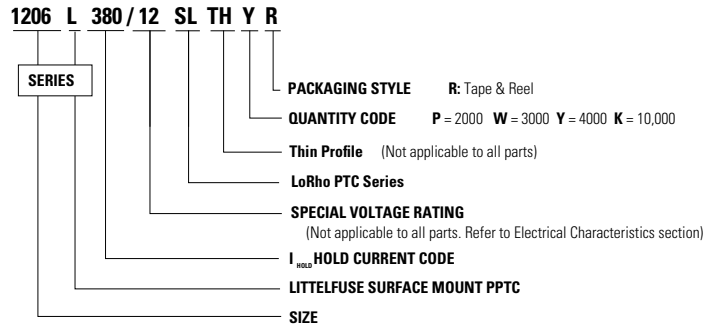 1206 L 380 / 12 SL TH Y R
SERIES
PACKAGING STYLE R: Tape & Reel
QUANTITY CODE P = 2000 W = 3000 Y = 4000 K = 10,000
Thin Profile (Not applicable to all parts)
LoRho PTC Series
SPECIAL VOLTAGE RATING
(Not applicable to all parts. Refer to Electrical Characteristics section)
I HOLD HOLD CURRENT CODE
LITTELFUSE SURFACE MOUNT PPTC
SIZE